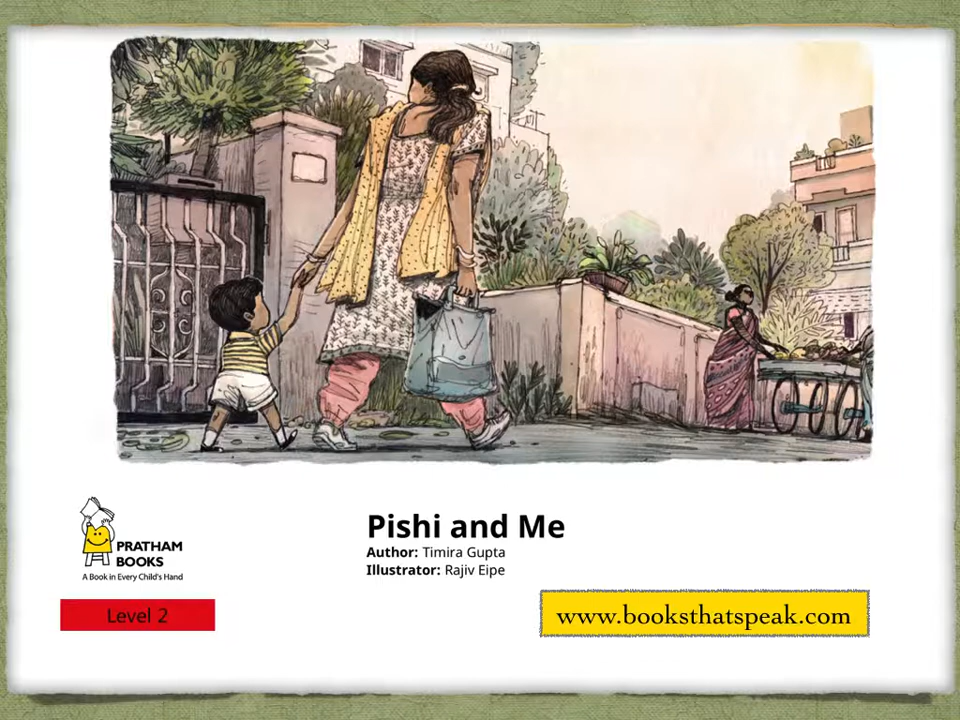 PRATHAM
BOOKS
A Book in Every Child's Hand
Level 2
Pishi and Me
Author: Timira Gupta
Illustrator: Rajiv Eipe
www.booksthatspeak.com